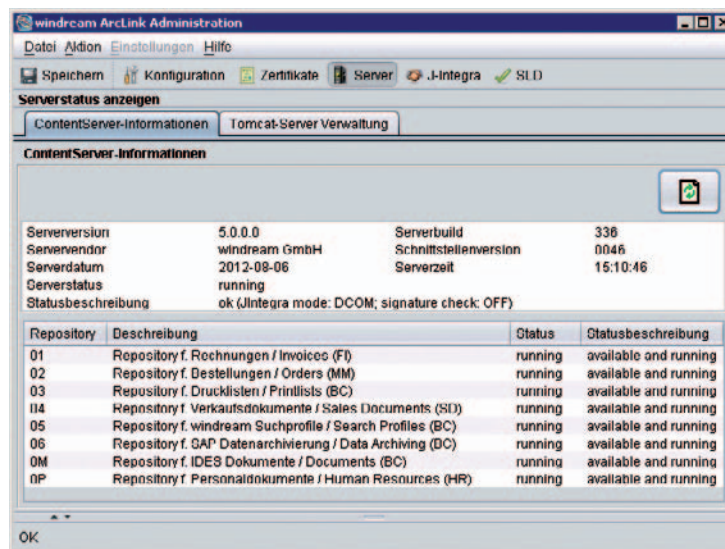 windream ArcLink Administration
Datei Aktion Einstellungen Hilfe
Speichern Konfiguration Zertifikate Server J-Integra SLD
Serverstatus anzeigen
ContentServer-Informationen Tomcat-Server Verwaltung
ContentServer-Informationen
Serverversion 5.0.0.0 Serverbuild 336
Servervendor windream GmbH Schnittstellenversion 0046
Serverdatum 2012-08-06 Serverzeit 15:10:46
Serverstatus running
Statusbeschreibung ok (JIntegra mode: DCOM; signature check: OFF)
Repository Beschreibung Status Statusbeschreibung
01 Repository f. Rechnungen / Invoices (FI) running available and running
02 Repository f. Bestellungen / Orders (MM) running available and running
03 Repository f. Drucklisten / Printlists (BC) running available and running
04 Repository f. Verkaufsdokumente / Sales Documents (SD) running available and running
05 Repository f. windream Suchprofile / Search Profiles (BC) running available and running
06 Repository f. SAP Datenarchivierung / Data Archiving (BC) running available and running
0M Repository f. IDES Dokumente / Documents (BC) running available and running
0P Repository f. Personaldokumente / Human Resources (HR) running available and running
OK